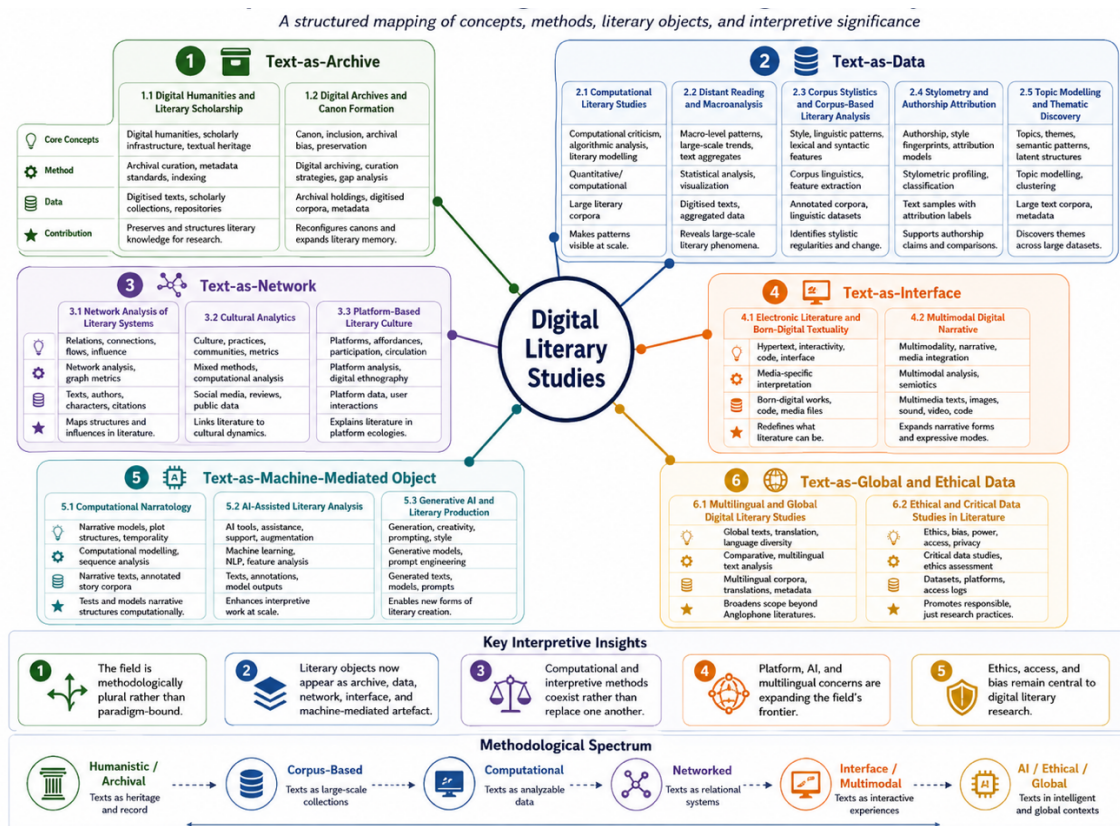 A structured mapping of concepts, methods, literary objects, and interpretive significance
1 Text-as-Archive
1.1 Digital Humanities and
Literary Scholarship
1.2 Digital Archives and
Canon Formation
Core Concepts
Digital humanities, scholarly
infrastructure, textual heritage
Canon, inclusion, archival
bias, preservation
Method
Archival curation, metadata
standards, indexing
Digital archiving, curation
strategies, gap analysis
Data
Digitised texts, scholarly
collections, repositories
Archival holdings, digitised
corpora, metadata
Contribution
Preserves and structures literary
knowledge for research.
Reconfigures canons and
expands literary memory.
2 Text-as-Data
2.1 Computational
Literary Studies
2.2 Distant Reading
and Macroanalysis
2.3 Corpus Stylistics
and Corpus-Based
Literary Analysis
2.4 Stylometry and
Authorship Attribution
2.5 Topic Modelling
and Thematic
Discovery
Computational criticism,
algorithmic analysis,
literary modelling
Macro-level patterns,
large-scale trends,
text aggregates
Style, linguistic patterns,
lexical and syntactic
features
Authorship, style
fingerprints, attribution
models
Topics, themes,
semantic patterns,
latent structures
Quantitative/
computational
Statistical analysis,
visualization
Corpus linguistics,
feature extraction
Stylometric profiling,
classification
Topic modelling,
clustering
Large literary
corpora
Digitised texts,
aggregated data
Annotated corpora,
linguistic datasets
Text samples with
attribution labels
Large text corpora,
metadata
Makes patterns
visible at scale.
Reveals large-scale
literary phenomena.
Identifies stylistic
regularities and change.
Supports authorship
claims and comparisons.
Discovers themes
across large datasets.
3 Text-as-Network
3.1 Network Analysis of
Literary Systems
3.2 Cultural Analytics
3.3 Platform-Based
Literary Culture
Relations, connections,
flows, influence
Culture, practices,
communities, metrics
Platforms, affordances,
participation, circulation
Network analysis,
graph metrics
Mixed methods,
computational analysis
Platform analysis,
digital ethnography
Texts, authors,
characters, citations
Social media, reviews,
public data
Platform data, user
interactions
Maps structures and
influences in literature.
Links literature to
cultural dynamics.
Explains literature in
platform ecologies.
Digital
Literary
Studies
4 Text-as-Interface
4.1 Electronic Literature and
Born-Digital Textuality
4.2 Multimodal Digital
Narrative
Hypertext, interactivity,
code, interface
Multimodality, narrative,
media integration
Media-specific
interpretation
Multimodal analysis,
semiotics
Born-digital works,
code, media files
Multimedia texts, images,
sound, video, code
Redefines what
literature can be.
Expands narrative forms
and expressive modes.
5 A Text-as-Machine-Mediated Object
5.1 Computational Narratology
5.2 AI-Assisted Literary Analysis
5.3 Generative AI and
Literary Production
Narrative models, plot
structures, temporality
AI tools, assistance,
support, augmentation
Generation, creativity,
prompting, style
Computational modelling,
sequence analysis
Machine learning,
NLP, feature analysis
Generative models,
prompt engineering
Narrative texts, annotated
story corpora
Texts, annotations,
model outputs
Generated texts,
models, prompts
Tests and models narrative
structures computationally.
Enhances interpretive
work at scale.
Enables new forms of
literary creation.
6 Text-as-Global and Ethical Data
6.1 Multilingual and Global
Digital Literary Studies
6.2 Ethical and Critical Data
Studies in Literature
Global texts, translation,
language diversity
Ethics, bias, power,
access, privacy
Comparative, multilingual
text analysis
Critical data studies,
ethics assessment
Multilingual corpora,
translations, metadata
Datasets, platforms,
access logs
Broadens scope beyond
Anglophone literatures.
Promotes responsible,
just research practices.
Key Interpretive Insights
1
The field is
methodologically
plural rather than
paradigm-bound.
2
Literary objects now
appear as archive, data,
network, interface, and
machine-mediated artefact.
3
Computational and
interpretive methods
coexist rather than
replace one another.
4
Platform, AI, and
multilingual concerns are
expanding the field's
frontier.
5
Ethics, access, and
bias remain central to
digital literary
research.
Methodological Spectrum
Humanistic /
Archival
Texts as heritage
and record
Corpus-Based
Texts as large-scale
collections
Computational
Texts as analyzable
data
Networked
Texts as relational
systems
Interface /
Multimodal
Texts as interactive
experiences
AI / Ethical /
Global
Texts in intelligent
and global contexts